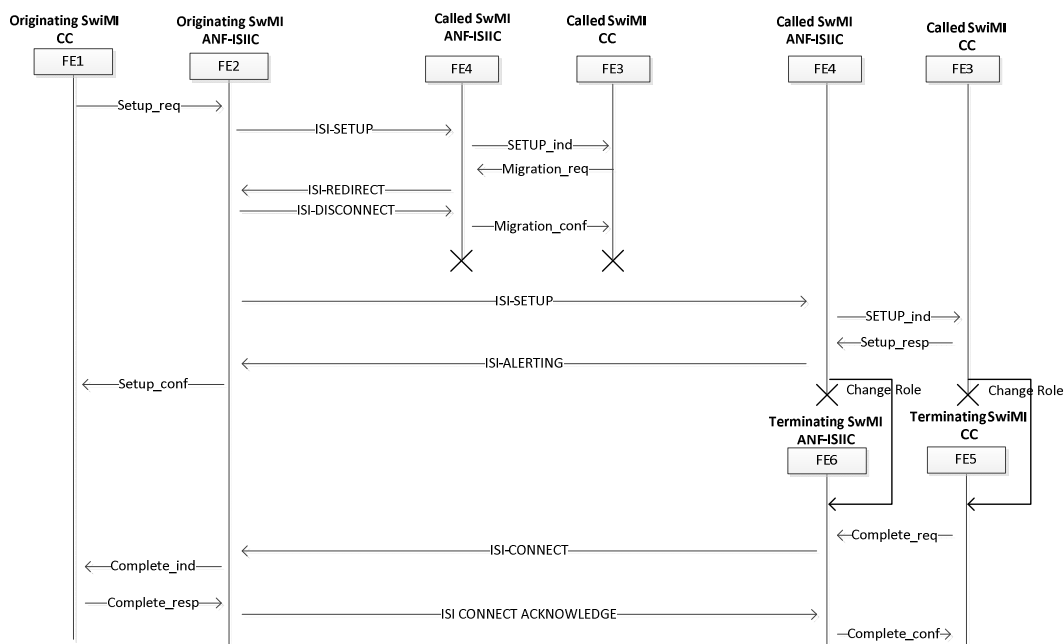 Originating SwiMI
CC
FE1
Originating SwMI
ANF-ISIIC
FE2
Called SwMI
ANF-ISIIC
FE4
Called SwiMI
CC
FE3
Called SwMI
ANF-ISIIC
FE4
Called SwiMI
CC
FE3
Setup_req
ISI-SETUP
SETUP_ind
Migration_req
ISI-REDIRECT
ISI-DISCONNECT
Migration_conf
ISI-SETUP
SETUP_ind
Setup_resp
ISI-ALERTING
Setup_conf
Change Role
Change Role
Terminating SwMI
ANF-ISIIC
FE6
Terminating SwiMI
CC
FE5
Complete_req
ISI-CONNECT
Complete_ind
Complete_resp
ISI CONNECT ACKNOWLEDGE
Complete_conf